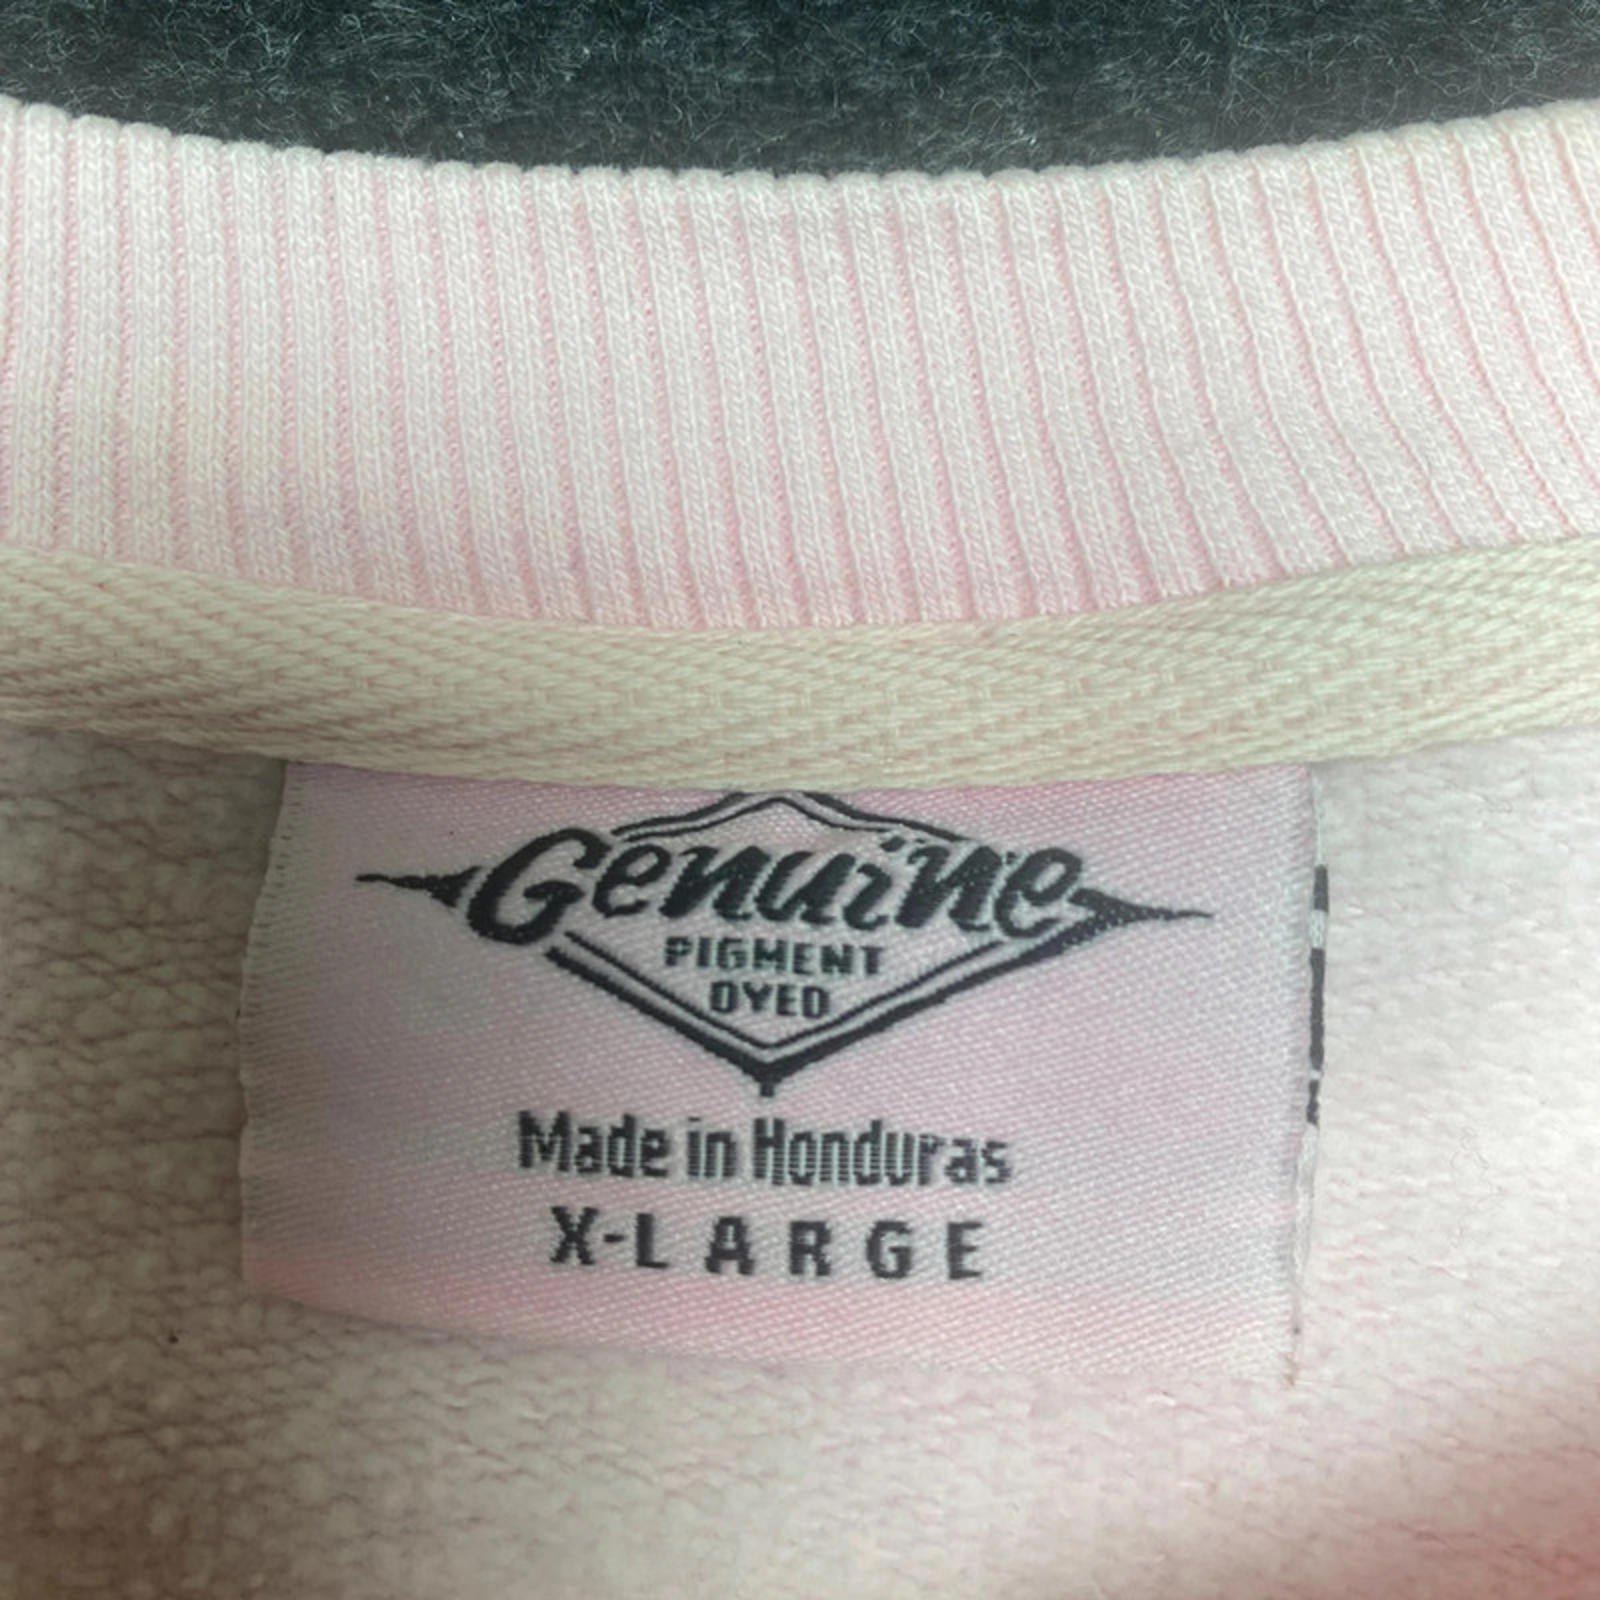 Genuine
PIGMENT
DYED
Made in Honduras
X-LARGE